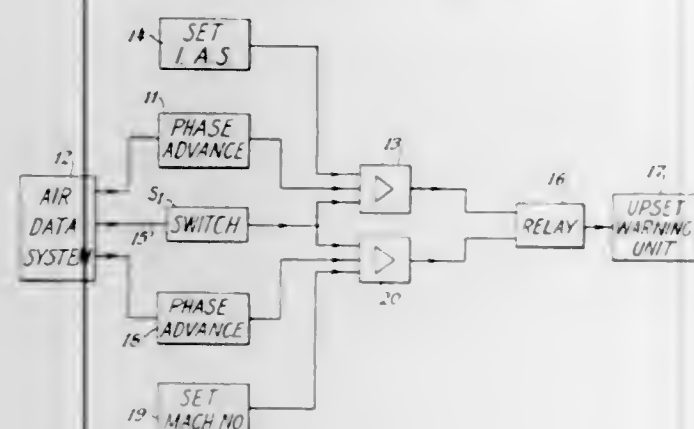 14
SET
I. A. S
11
PHASE
ADVANCE
13
12
AIR
DATA
SYSTEM
S1
SWITCH
15'
16
RELAY
17
UPSET
WARNING
UNIT
18
PHASE
ADVANCE
20
19
SET
MACH NO